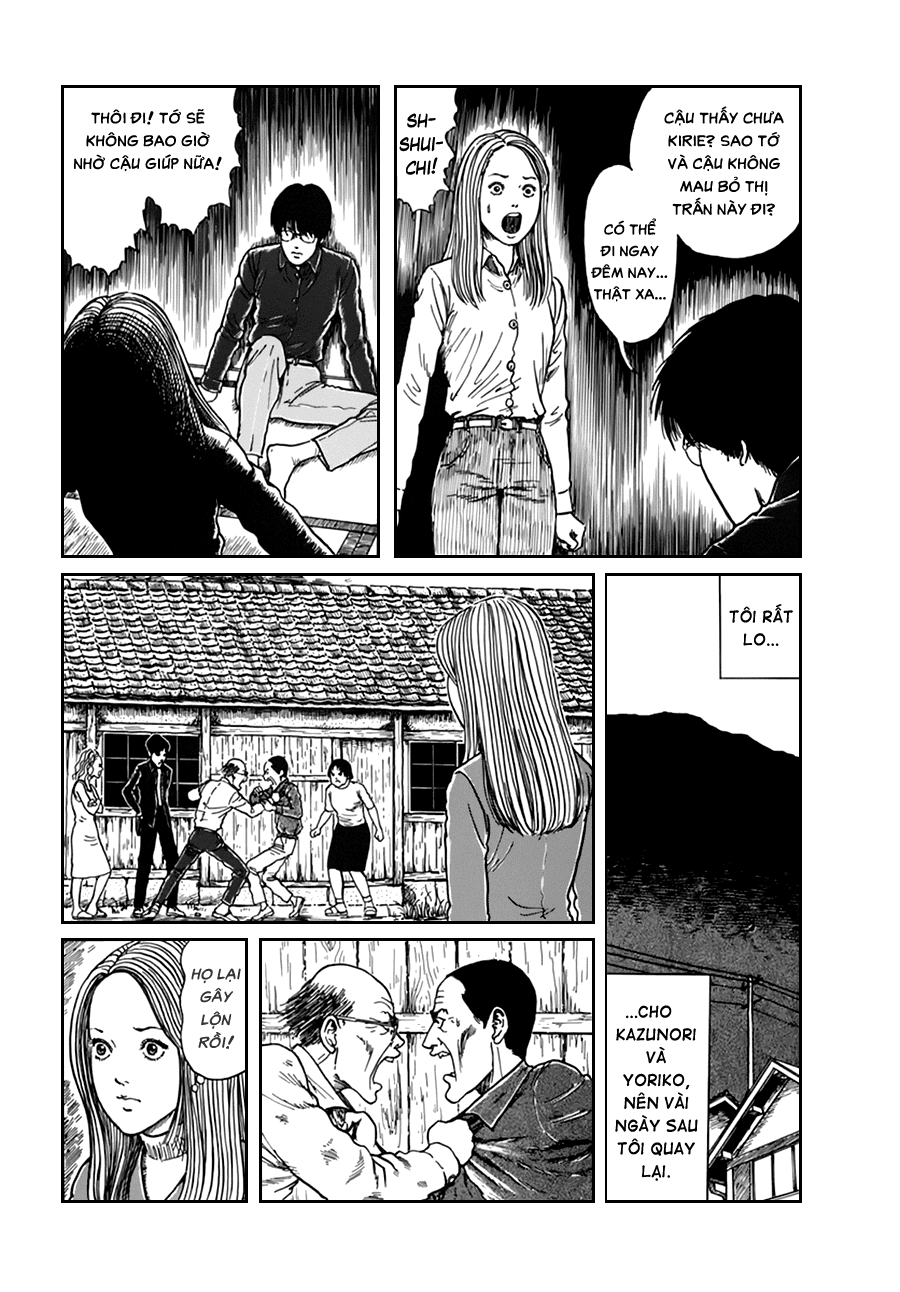 CẬU THẤY CHƯA
KIRIE? SAO TỚ
VÀ CẬU KHÔNG
MAU BỎ THỊ
TRẤN NÀY ĐI?
CÓ THỂ
ĐI NGAY
ĐÊM NAY...
THẬT XA...
SH-
SHUI-
CHI!
THÔI ĐI! TỚ SẼ
KHÔNG BAO GIỜ
NHỜ CẬU GIÚP NỮA!
TÔI RẤT
LO...
...CHO
KAZUNORI
VÀ
YORIKO,
NÊN VÀI
NGÀY SAU
TÔI QUAY
LẠI.
HỌ LẠI
GÂY
LỘN
RỒI!